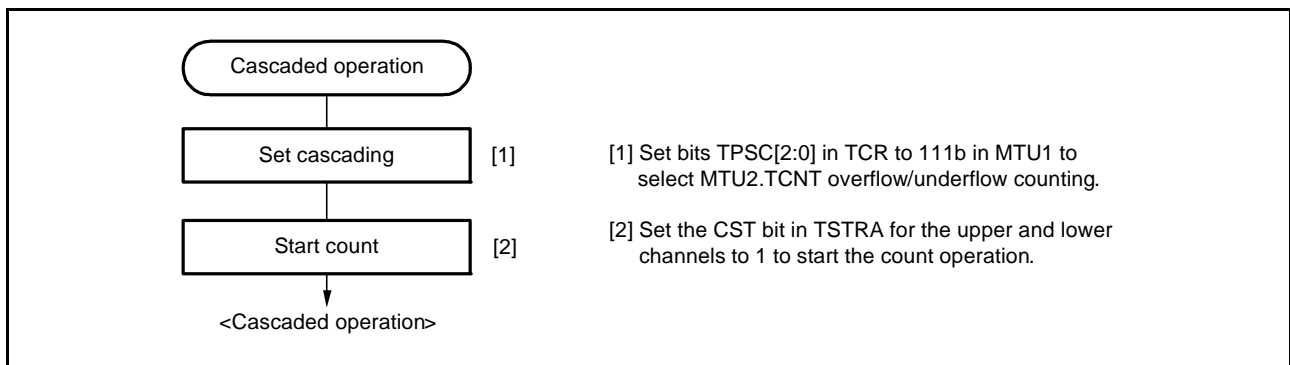 Cascaded operation
Set cascading
[1]
[1] Set bits TPSC[2:0] in TCR to 111b in MTU1 to
select MTU2.TCNT overflow/underflow counting.
Start count
[2]
[2] Set the CST bit in TSTRA for the upper and lower
channels to 1 to start the count operation.
<Cascaded operation>